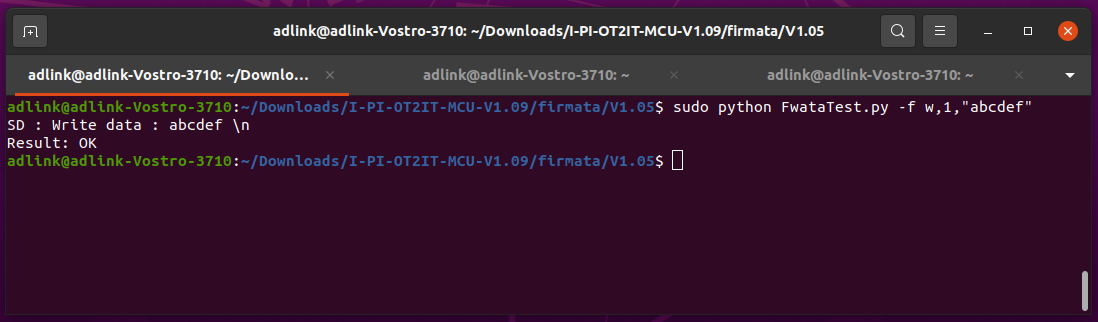 adlink@adlink-Vostro-3710: ~/Downloads/I-PI-OT2IT-MCU-V1.09/firmata/V1.05
adlink@adlink-Vostro-3710: ~/Downlo... × adlink@adlink-Vostro-3710: ~ × adlink@adlink-Vostro-3710: ~ ×
adlink@adlink-Vostro-3710:~/Downloads/I-PI-OT2IT-MCU-V1.09/firmata/V1.05$ sudo python FwataTest.py -f w,1,"abcdef"
SD : Write data : abcdef \n
Result: OK
adlink@adlink-Vostro-3710:~/Downloads/I-PI-OT2IT-MCU-V1.09/firmata/V1.05$